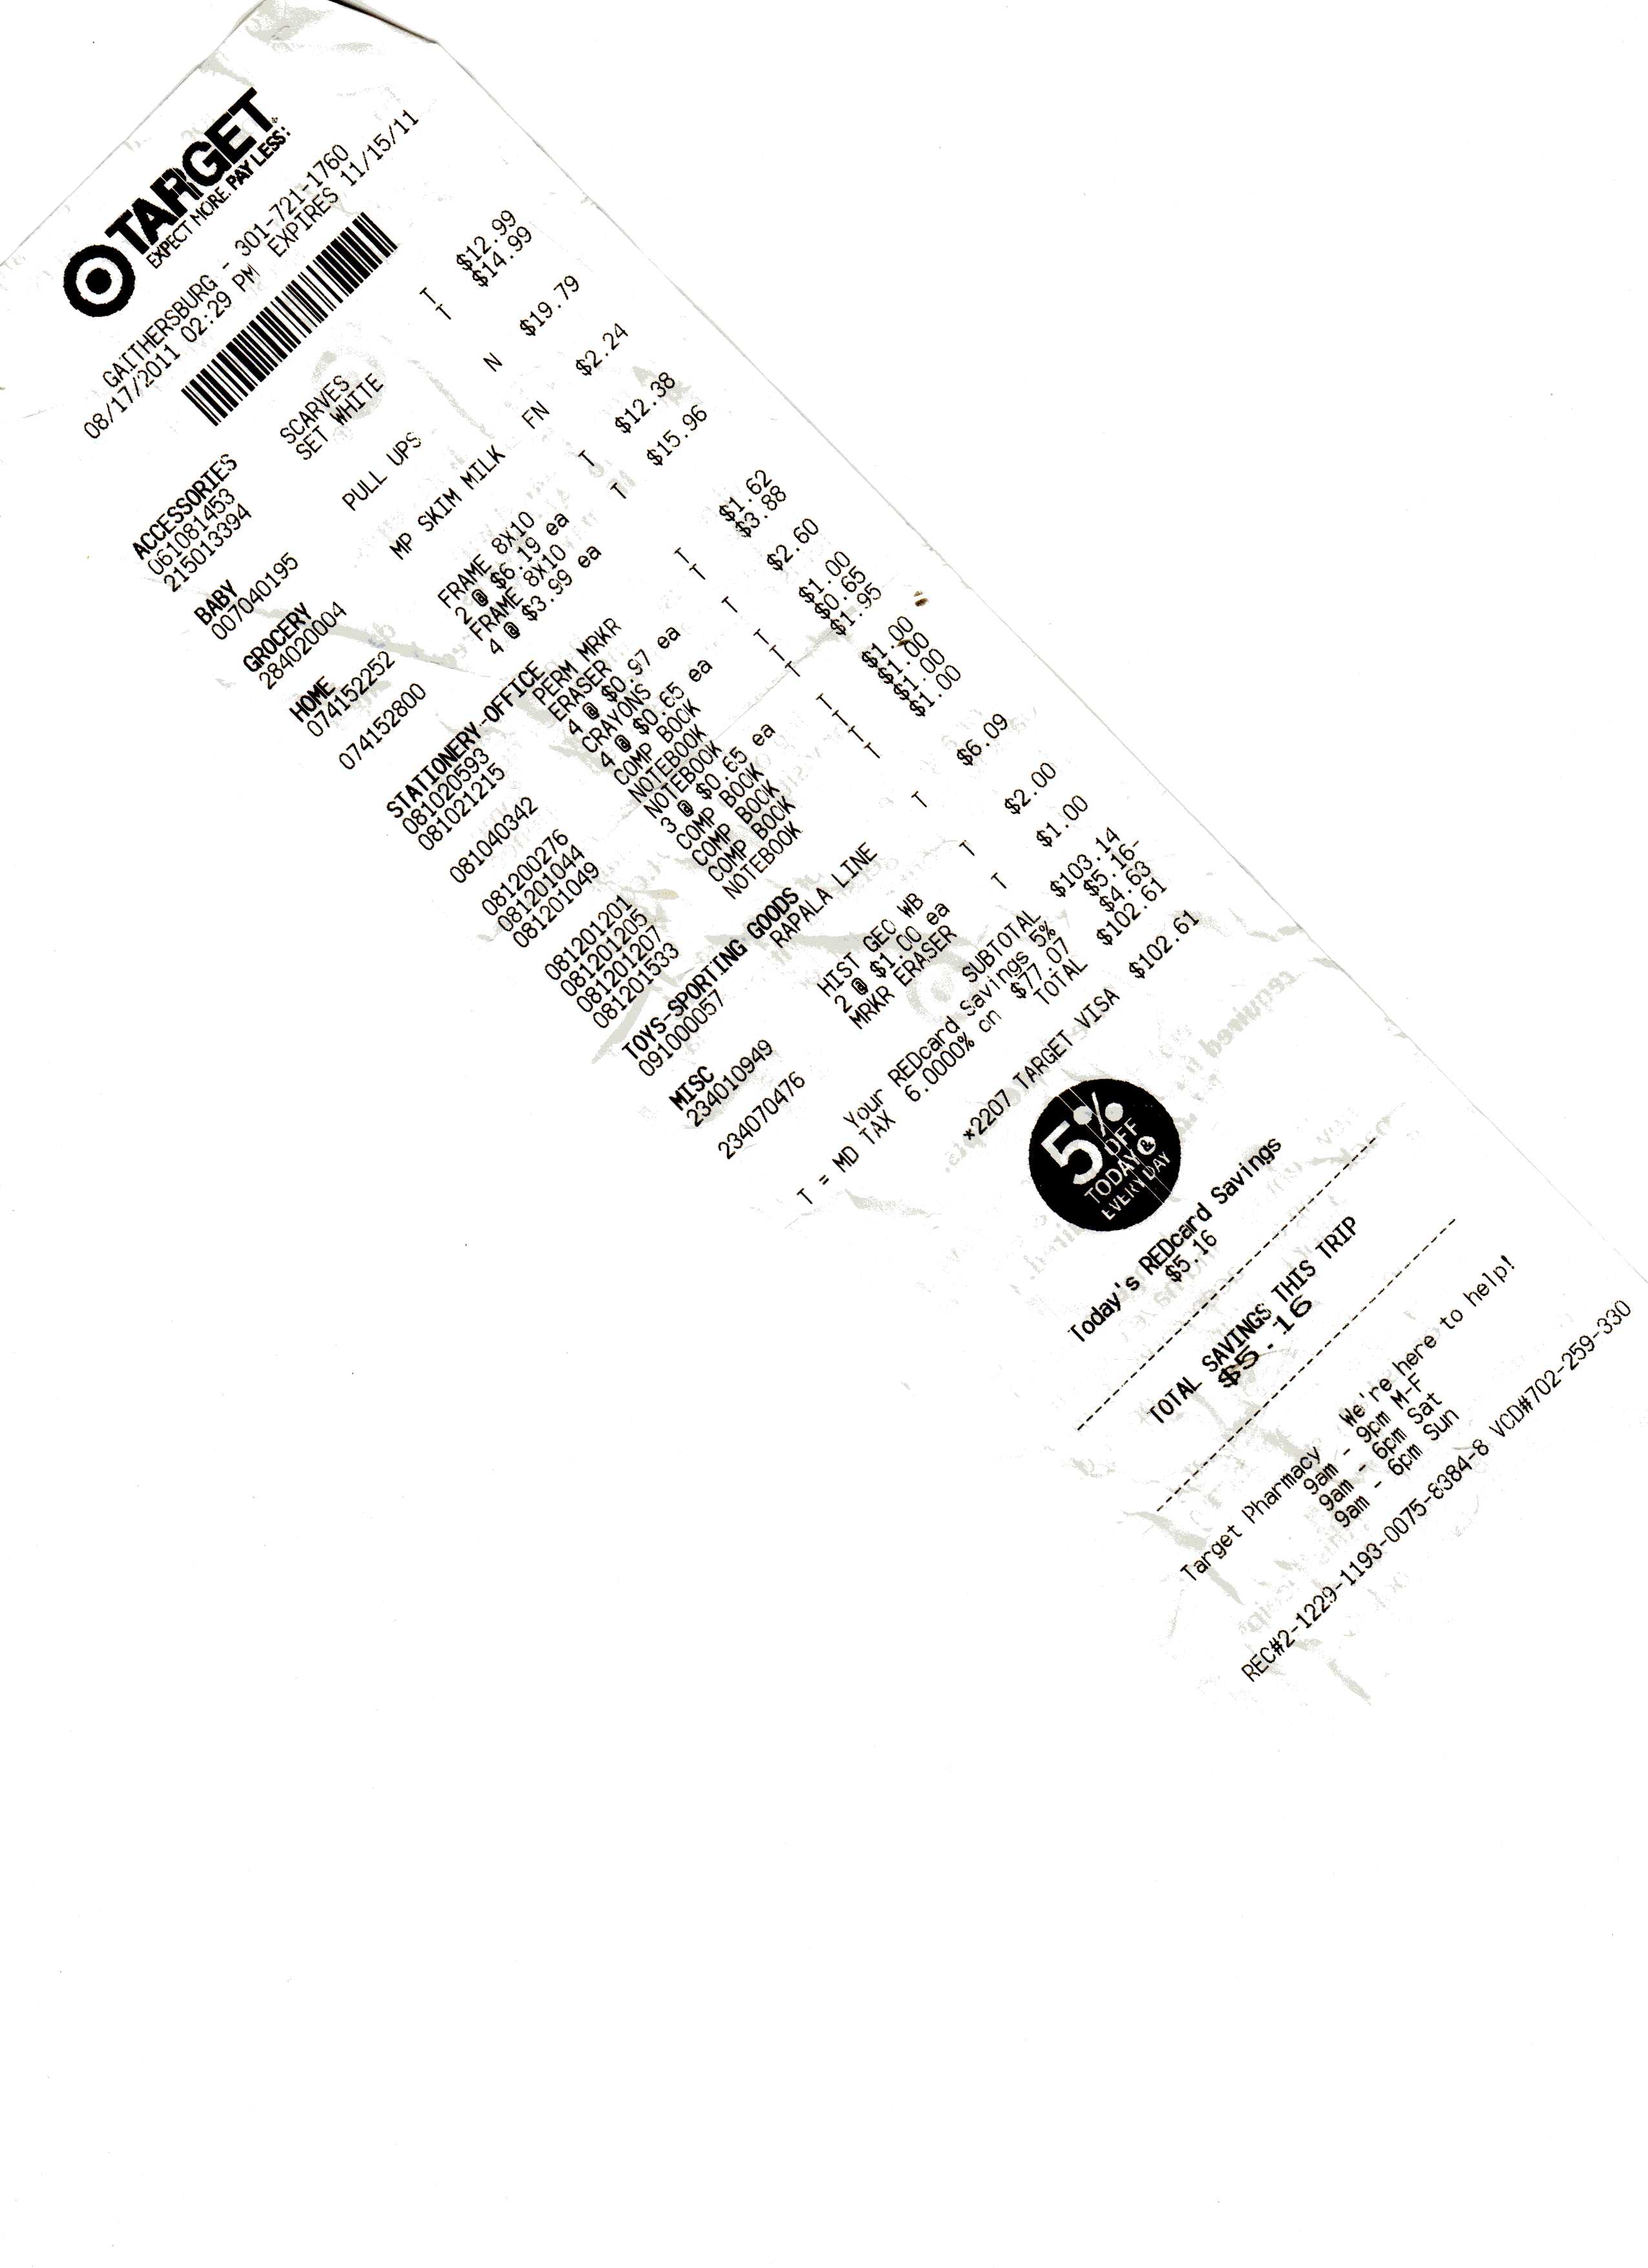 TARGET
EXPECT MORE. PAY LESS.
GAITHERSBURG - 301-721-1760
08/17/2011 02:29 PM EXPIRES 11/15/11
ACCESSORIES
061081453 SCARVES T $12.99
215013394 SET WHITE T $14.99
BABY
007040195 PULL UPS N $19.79
GROCERY
284020004 MP SKIM MILK FN $2.24
HOME
074152252 FRAME 8X10 T $12.38
2 @ $6.19 ea
074152800 FRAME 8X10 T $15.96
4 @ $3.99 ea
STATIONERY-OFFICE
081020593 PERM MRKR T $1.62
081021215 ERASER T $3.88
4 @ $0.97 ea
081040342 CRAYONS T $2.60
4 @ $0.65 ea
081200276 COMP BOOK T $1.00
081201044 NOTEBOOK T $0.65
081201049 NOTEBOOK T $1.95
3 @ $0.65 ea
081201201 COMP BOOK T $1.00
081201205 COMP BOOK T $1.00
081201207 COMP BOOK T $1.00
081201533 NOTEBOOK T $1.00
TOYS-SPORTING GOODS
091000057 RAPALA LINE T $6.09
MISC
234010949 HIST GEO WB T $2.00
2 @ $1.00 ea
234070476 MRKR ERASER T $1.00
SUBTOTAL $103.14
Your REDcard Savings 5% $5.16-
T = MD TAX 6.0000% on $77.07 $4.63
TOTAL $102.61
*2207 TARGET VISA $102.61
5%
OFF
TODAY &
EVERYDAY
Today's REDcard Savings
$5.16
TOTAL SAVINGS THIS TRIP
$5.16
Target Pharmacy We're here to help!
9am - 9pm M-F
9am - 6pm Sat
9am - 6pm Sun
REC#2-1229-1193-0075-8384-8 VCD#702-259-330